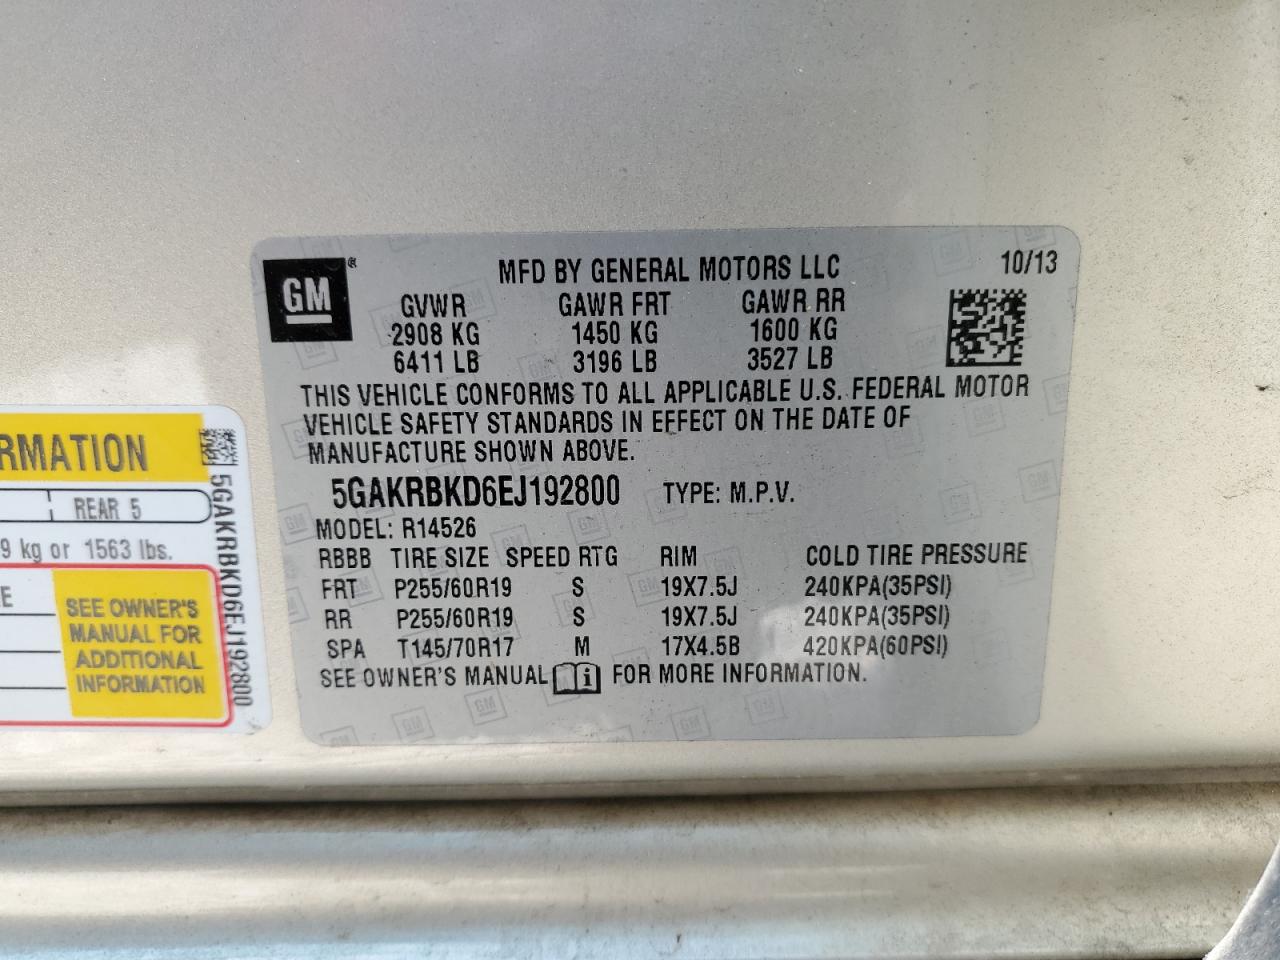 GM ®
MFD BY GENERAL MOTORS LLC 10/13
GVWR GAWR FRT GAWR RR
2908 KG 1450 KG 1600 KG
6411 LB 3196 LB 3527 LB
THIS VEHICLE CONFORMS TO ALL APPLICABLE U.S. FEDERAL MOTOR
VEHICLE SAFETY STANDARDS IN EFFECT ON THE DATE OF
MANUFACTURE SHOWN ABOVE.
5GAKRBKD6EJ192800 TYPE: M.P.V.
MODEL: R14526
RBBB TIRE SIZE SPEED RTG RIM COLD TIRE PRESSURE
FRT P255/60R19 S 19X7.5J 240KPA(35PSI)
RR P255/60R19 S 19X7.5J 240KPA(35PSI)
SPA T145/70R17 M 17X4.5B 420KPA(60PSI)
SEE OWNER'S MANUAL i FOR MORE INFORMATION.
RMATION
REAR 5
9 kg or 1563 lbs.
E
SEE OWNER'S
MANUAL FOR
ADDITIONAL
INFORMATION
5GAKRBKD6EJ192800